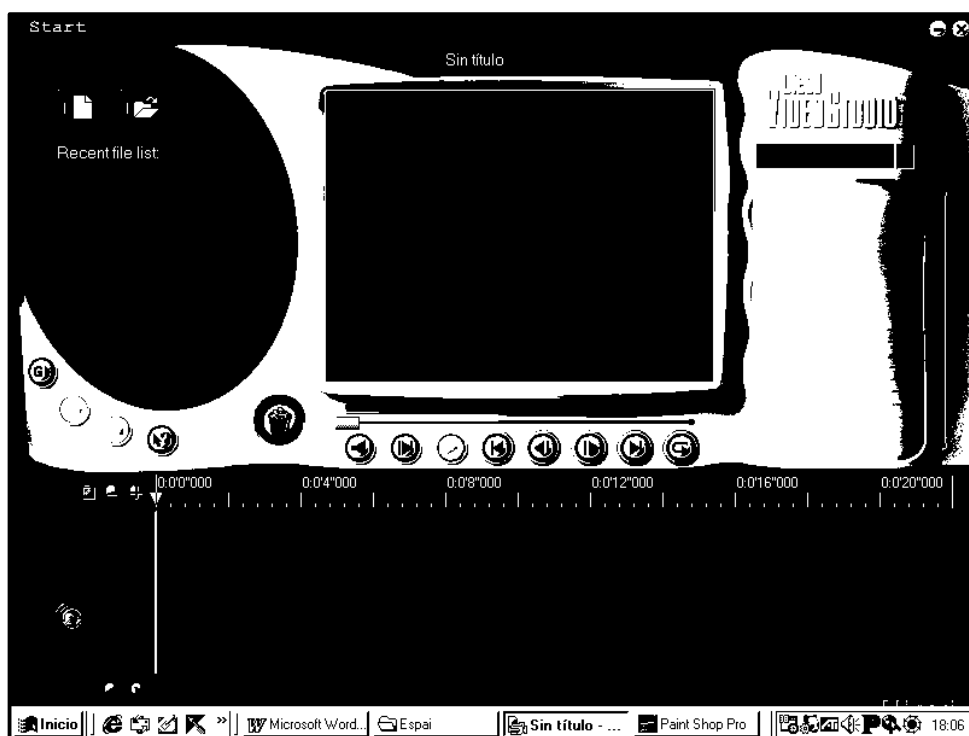 Start
Sin título
Ulead
VIDEOSTUDIO
Recent file list:
0:0'0"000 0:0'4"000 0:0'8"000 0:0'12"000 0:0'16"000 0:0'20"000
Inicio Microsoft Word... Espai Sin título - ... Paint Shop Pro 18:06